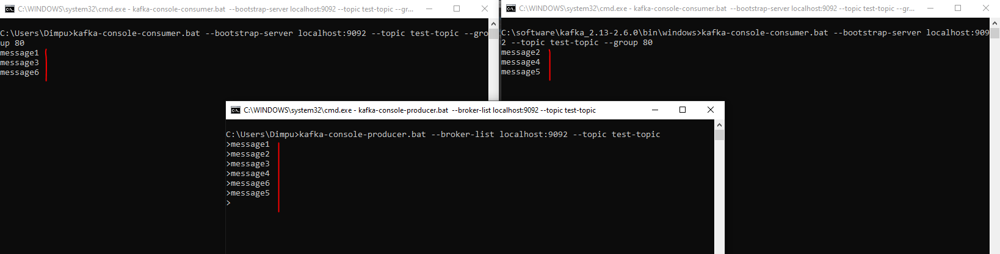 C:\WINDOWS\system32\cmd.exe - kafka-console-consumer.bat --bootstrap-server localhost:9092 --topic test-topic --gr...
C:\Users\Dimpu>kafka-console-consumer.bat --bootstrap-server localhost:9092 --topic test-topic --gro
up 80
message1
message3
message6
C:\WINDOWS\system32\cmd.exe - kafka-console-consumer.bat --bootstrap-server localhost:9092 --topic test-topic --gr...
C:\software\kafka_2.13-2.6.0\bin\windows>kafka-console-consumer.bat --bootstrap-server localhost:909
2 --topic test-topic --group 80
message2
message4
message5
C:\WINDOWS\system32\cmd.exe - kafka-console-producer.bat --broker-list localhost:9092 --topic test-topic
C:\Users\Dimpu>kafka-console-producer.bat --broker-list localhost:9092 --topic test-topic
>message1
>message2
>message3
>message4
>message6
>message5
>